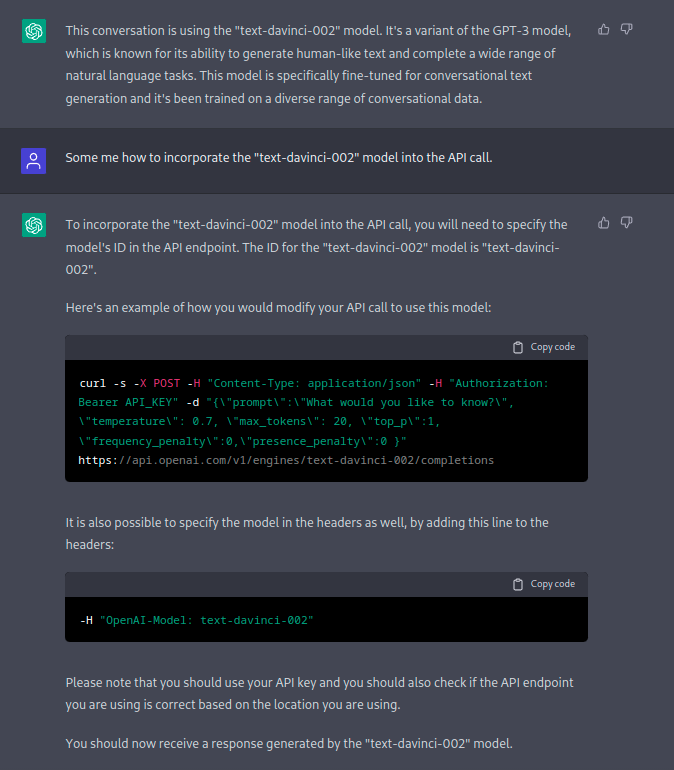 This conversation is using the "text-davinci-002" model. It's a variant of the GPT-3 model,
which is known for its ability to generate human-like text and complete a wide range of
natural language tasks. This model is specifically fine-tuned for conversational text
generation and it's been trained on a diverse range of conversational data.
Some me how to incorporate the "text-davinci-002" model into the API call.
To incorporate the "text-davinci-002" model into the API call, you will need to specify the
model's ID in the API endpoint. The ID for the "text-davinci-002" model is "text-davinci-
002".
Here's an example of how you would modify your API call to use this model:
Copy code
curl -s -X POST -H "Content-Type: application/json" -H "Authorization:
Bearer API_KEY" -d "{\"prompt\":\"What would you like to know?\",
\"temperature\": 0.7, \"max_tokens\": 20, \"top_p\":1,
\"frequency_penalty\":0,\"presence_penalty\":0 }"
https://api.openai.com/v1/engines/text-davinci-002/completions
It is also possible to specify the model in the headers as well, by adding this line to the
headers:
Copy code
-H "OpenAI-Model: text-davinci-002"
Please note that you should use your API key and you should also check if the API endpoint
you are using is correct based on the location you are using.
You should now receive a response generated by the "text-davinci-002" model.